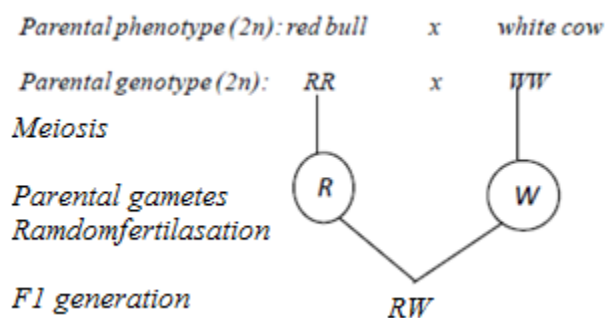 Parental phenotype (2n): red bull x white cow
Parental genotype (2n): RR x WW
Meiosis
R W
Parental gametes
Ramdomfertilasation
F1 generation RW